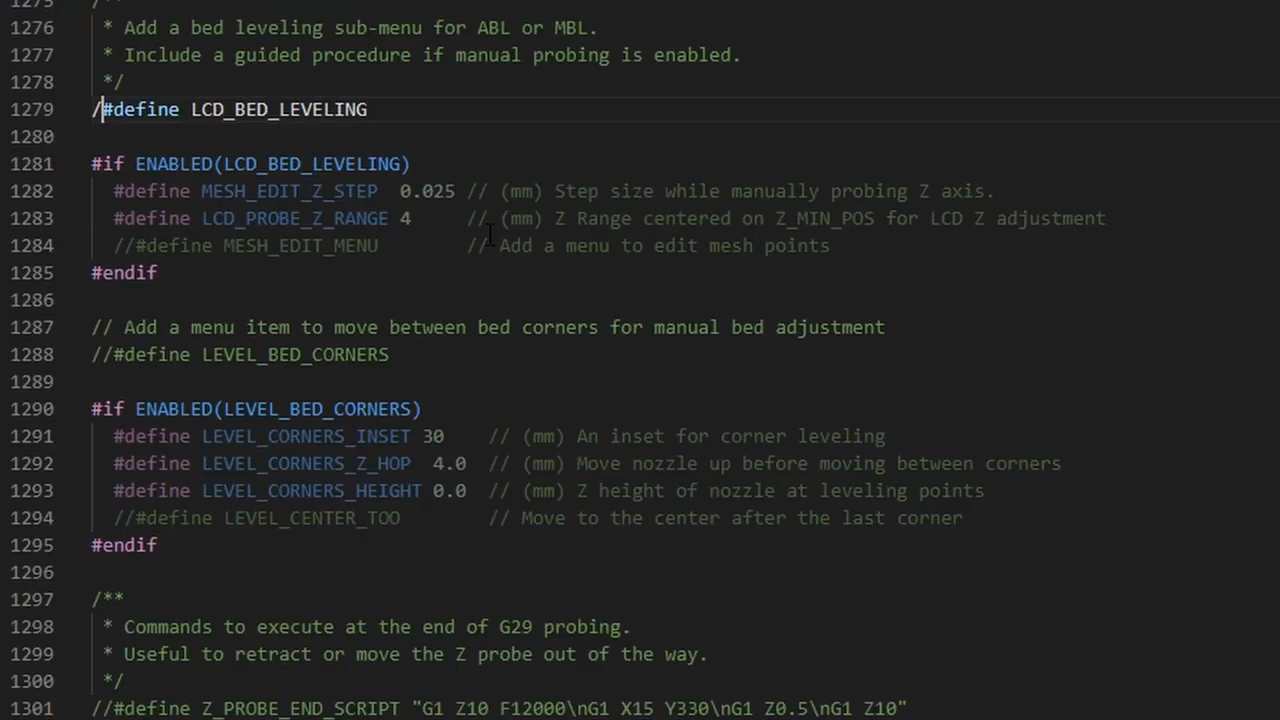 1275 /**
1276 * Add a bed leveling sub-menu for ABL or MBL.
1277 * Include a guided procedure if manual probing is enabled.
1278 */
1279 /#define LCD_BED_LEVELING
1280
1281 #if ENABLED(LCD_BED_LEVELING)
1282 #define MESH_EDIT_Z_STEP 0.025 // (mm) Step size while manually probing Z axis.
1283 #define LCD_PROBE_Z_RANGE 4 // (mm) Z Range centered on Z_MIN_POS for LCD Z adjustment
1284 //#define MESH_EDIT_MENU // Add a menu to edit mesh points
1285 #endif
1286
1287 // Add a menu item to move between bed corners for manual bed adjustment
1288 //#define LEVEL_BED_CORNERS
1289
1290 #if ENABLED(LEVEL_BED_CORNERS)
1291 #define LEVEL_CORNERS_INSET 30 // (mm) An inset for corner leveling
1292 #define LEVEL_CORNERS_Z_HOP 4.0 // (mm) Move nozzle up before moving between corners
1293 #define LEVEL_CORNERS_HEIGHT 0.0 // (mm) Z height of nozzle at leveling points
1294 //#define LEVEL_CENTER_TOO // Move to the center after the last corner
1295 #endif
1296
1297 /**
1298 * Commands to execute at the end of G29 probing.
1299 * Useful to retract or move the Z probe out of the way.
1300 */
1301 //#define Z_PROBE_END_SCRIPT "G1 Z10 F12000\nG1 X15 Y330\nG1 Z0.5\nG1 Z10"